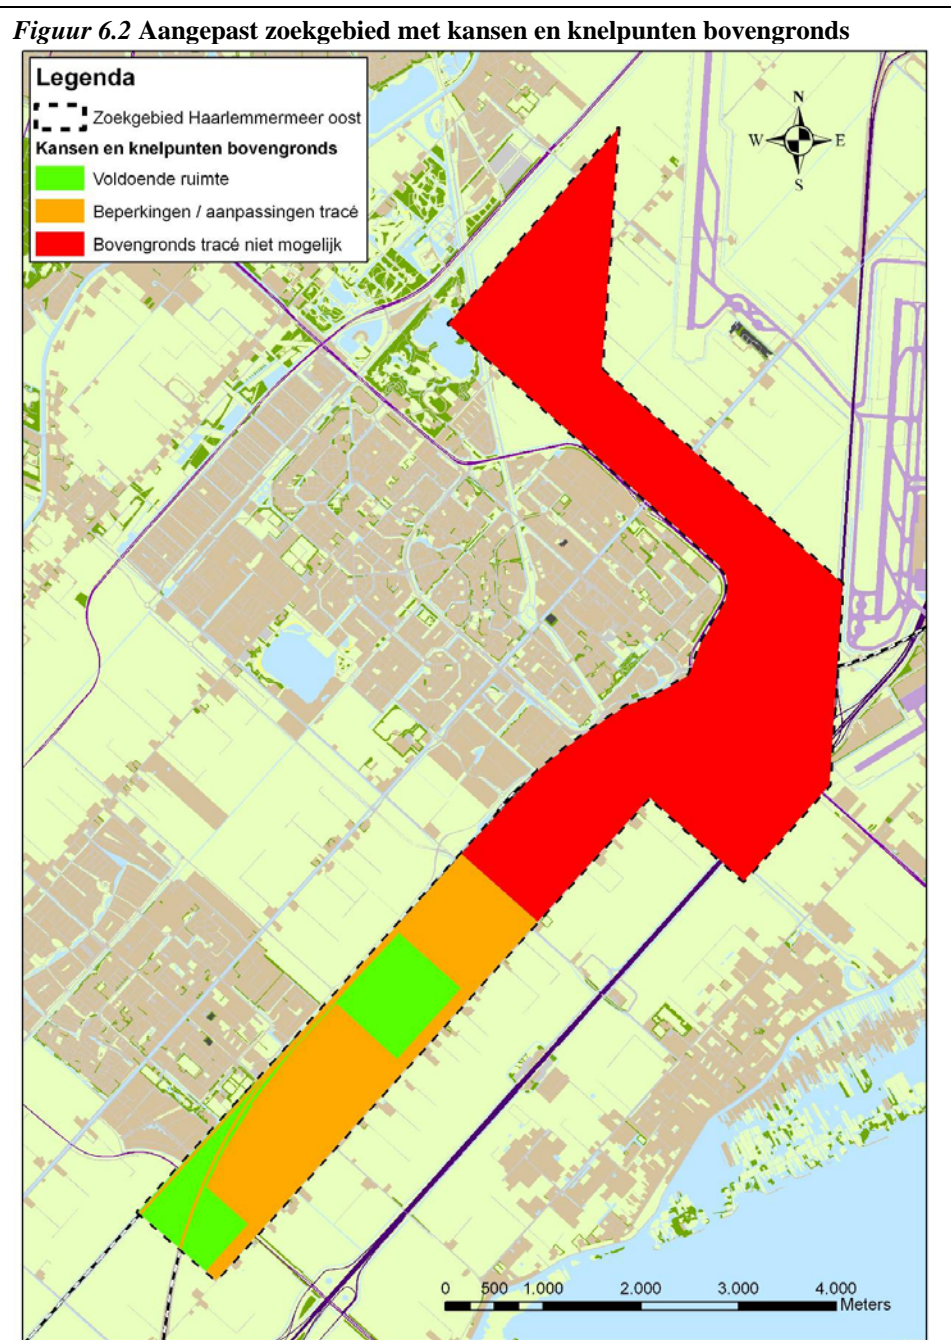 Figuur 6.2 Aangepast zoekgebied met kansen en knelpunten bovengronds
Legenda
Zoekgebied Haarlemmermeer oost
Kansen en knelpunten bovengronds
Voldoende ruimte
Beperkingen / aanpassingen tracé
Bovengronds tracé niet mogelijk
N
W E
S
0 500 1.000 2.000 3.000 4.000
Meters